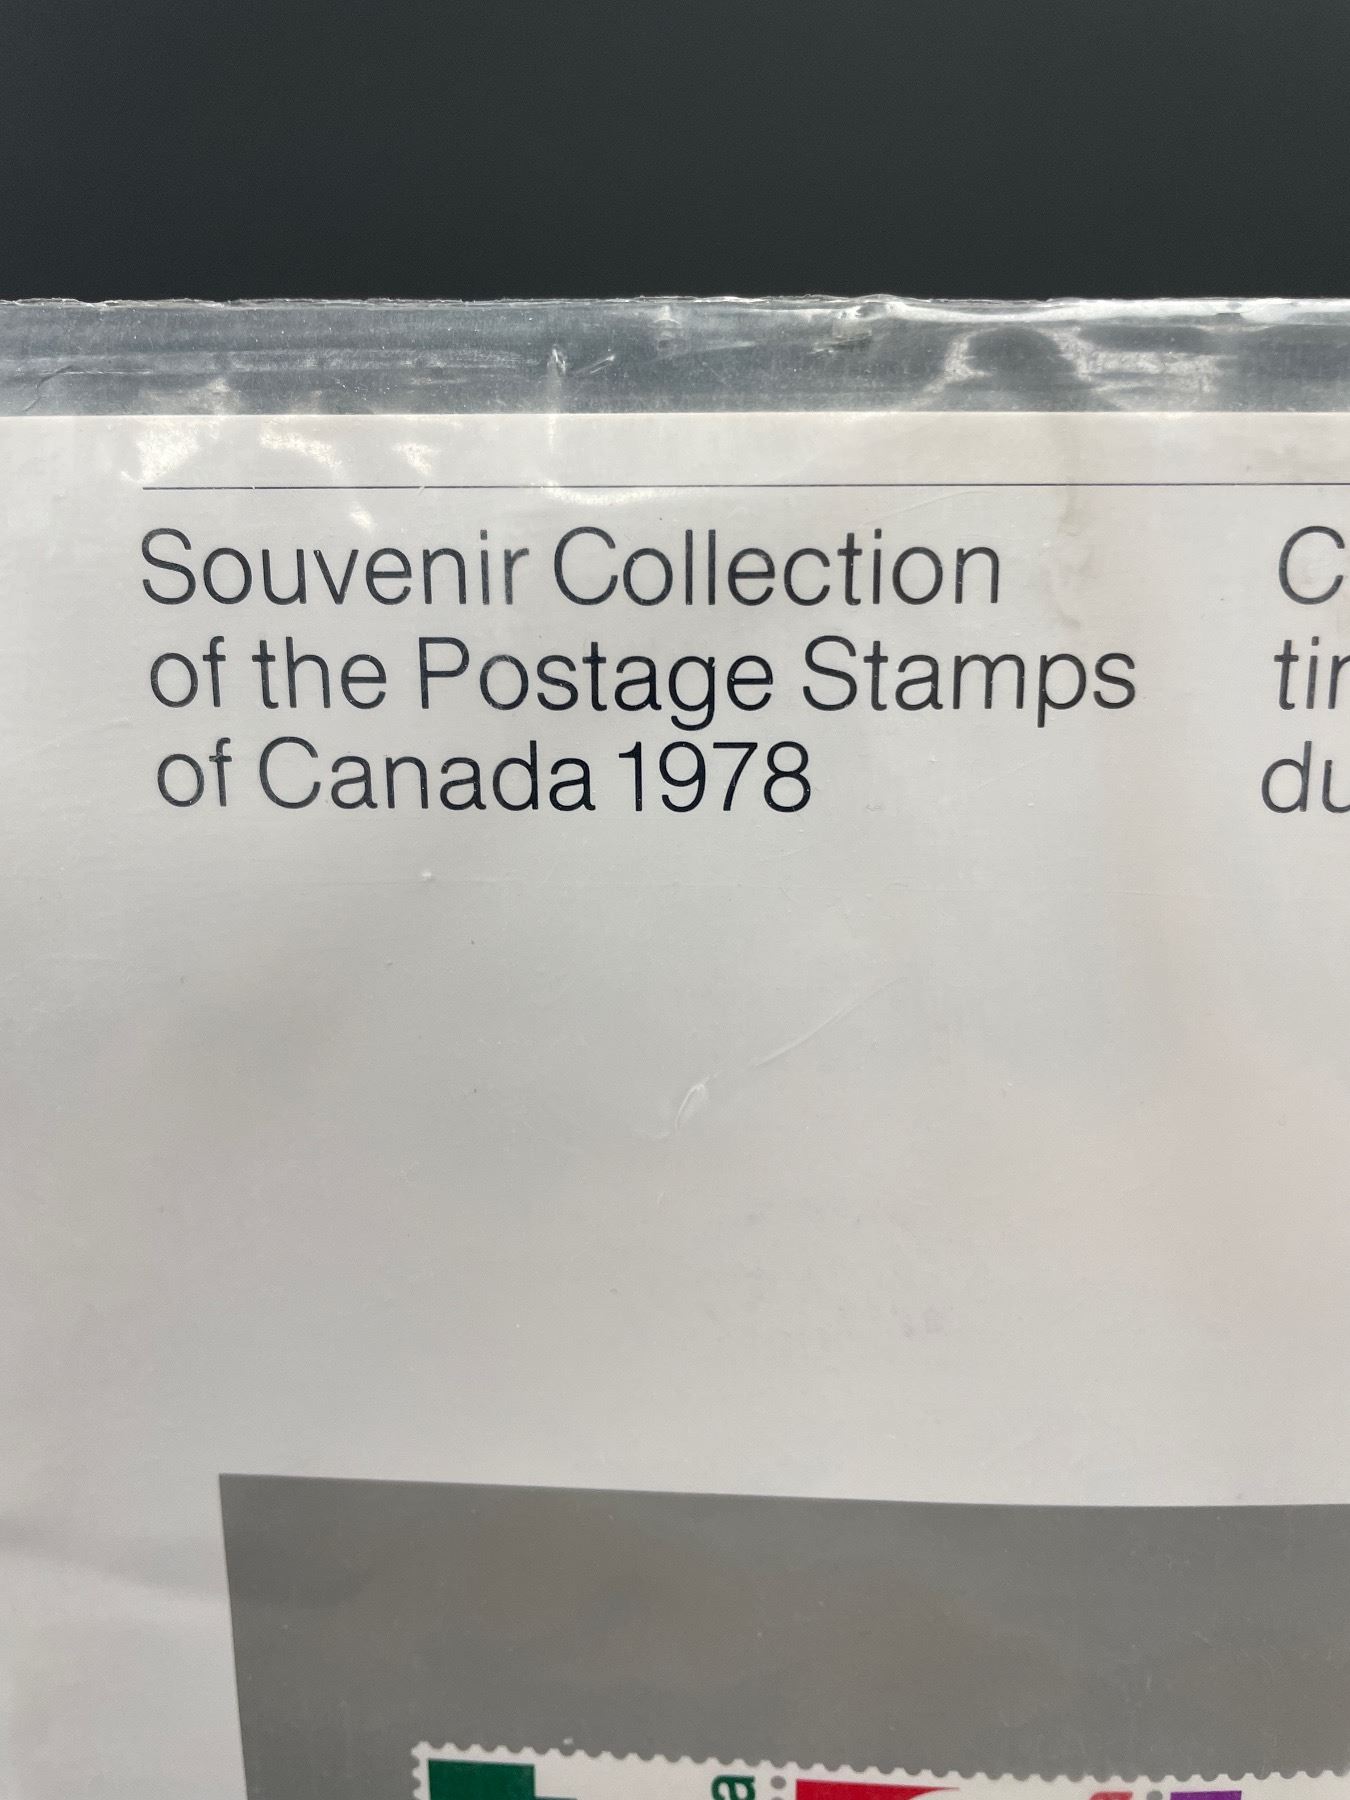 Souvenir Collection
of the Postage Stamps
of Canada 1978